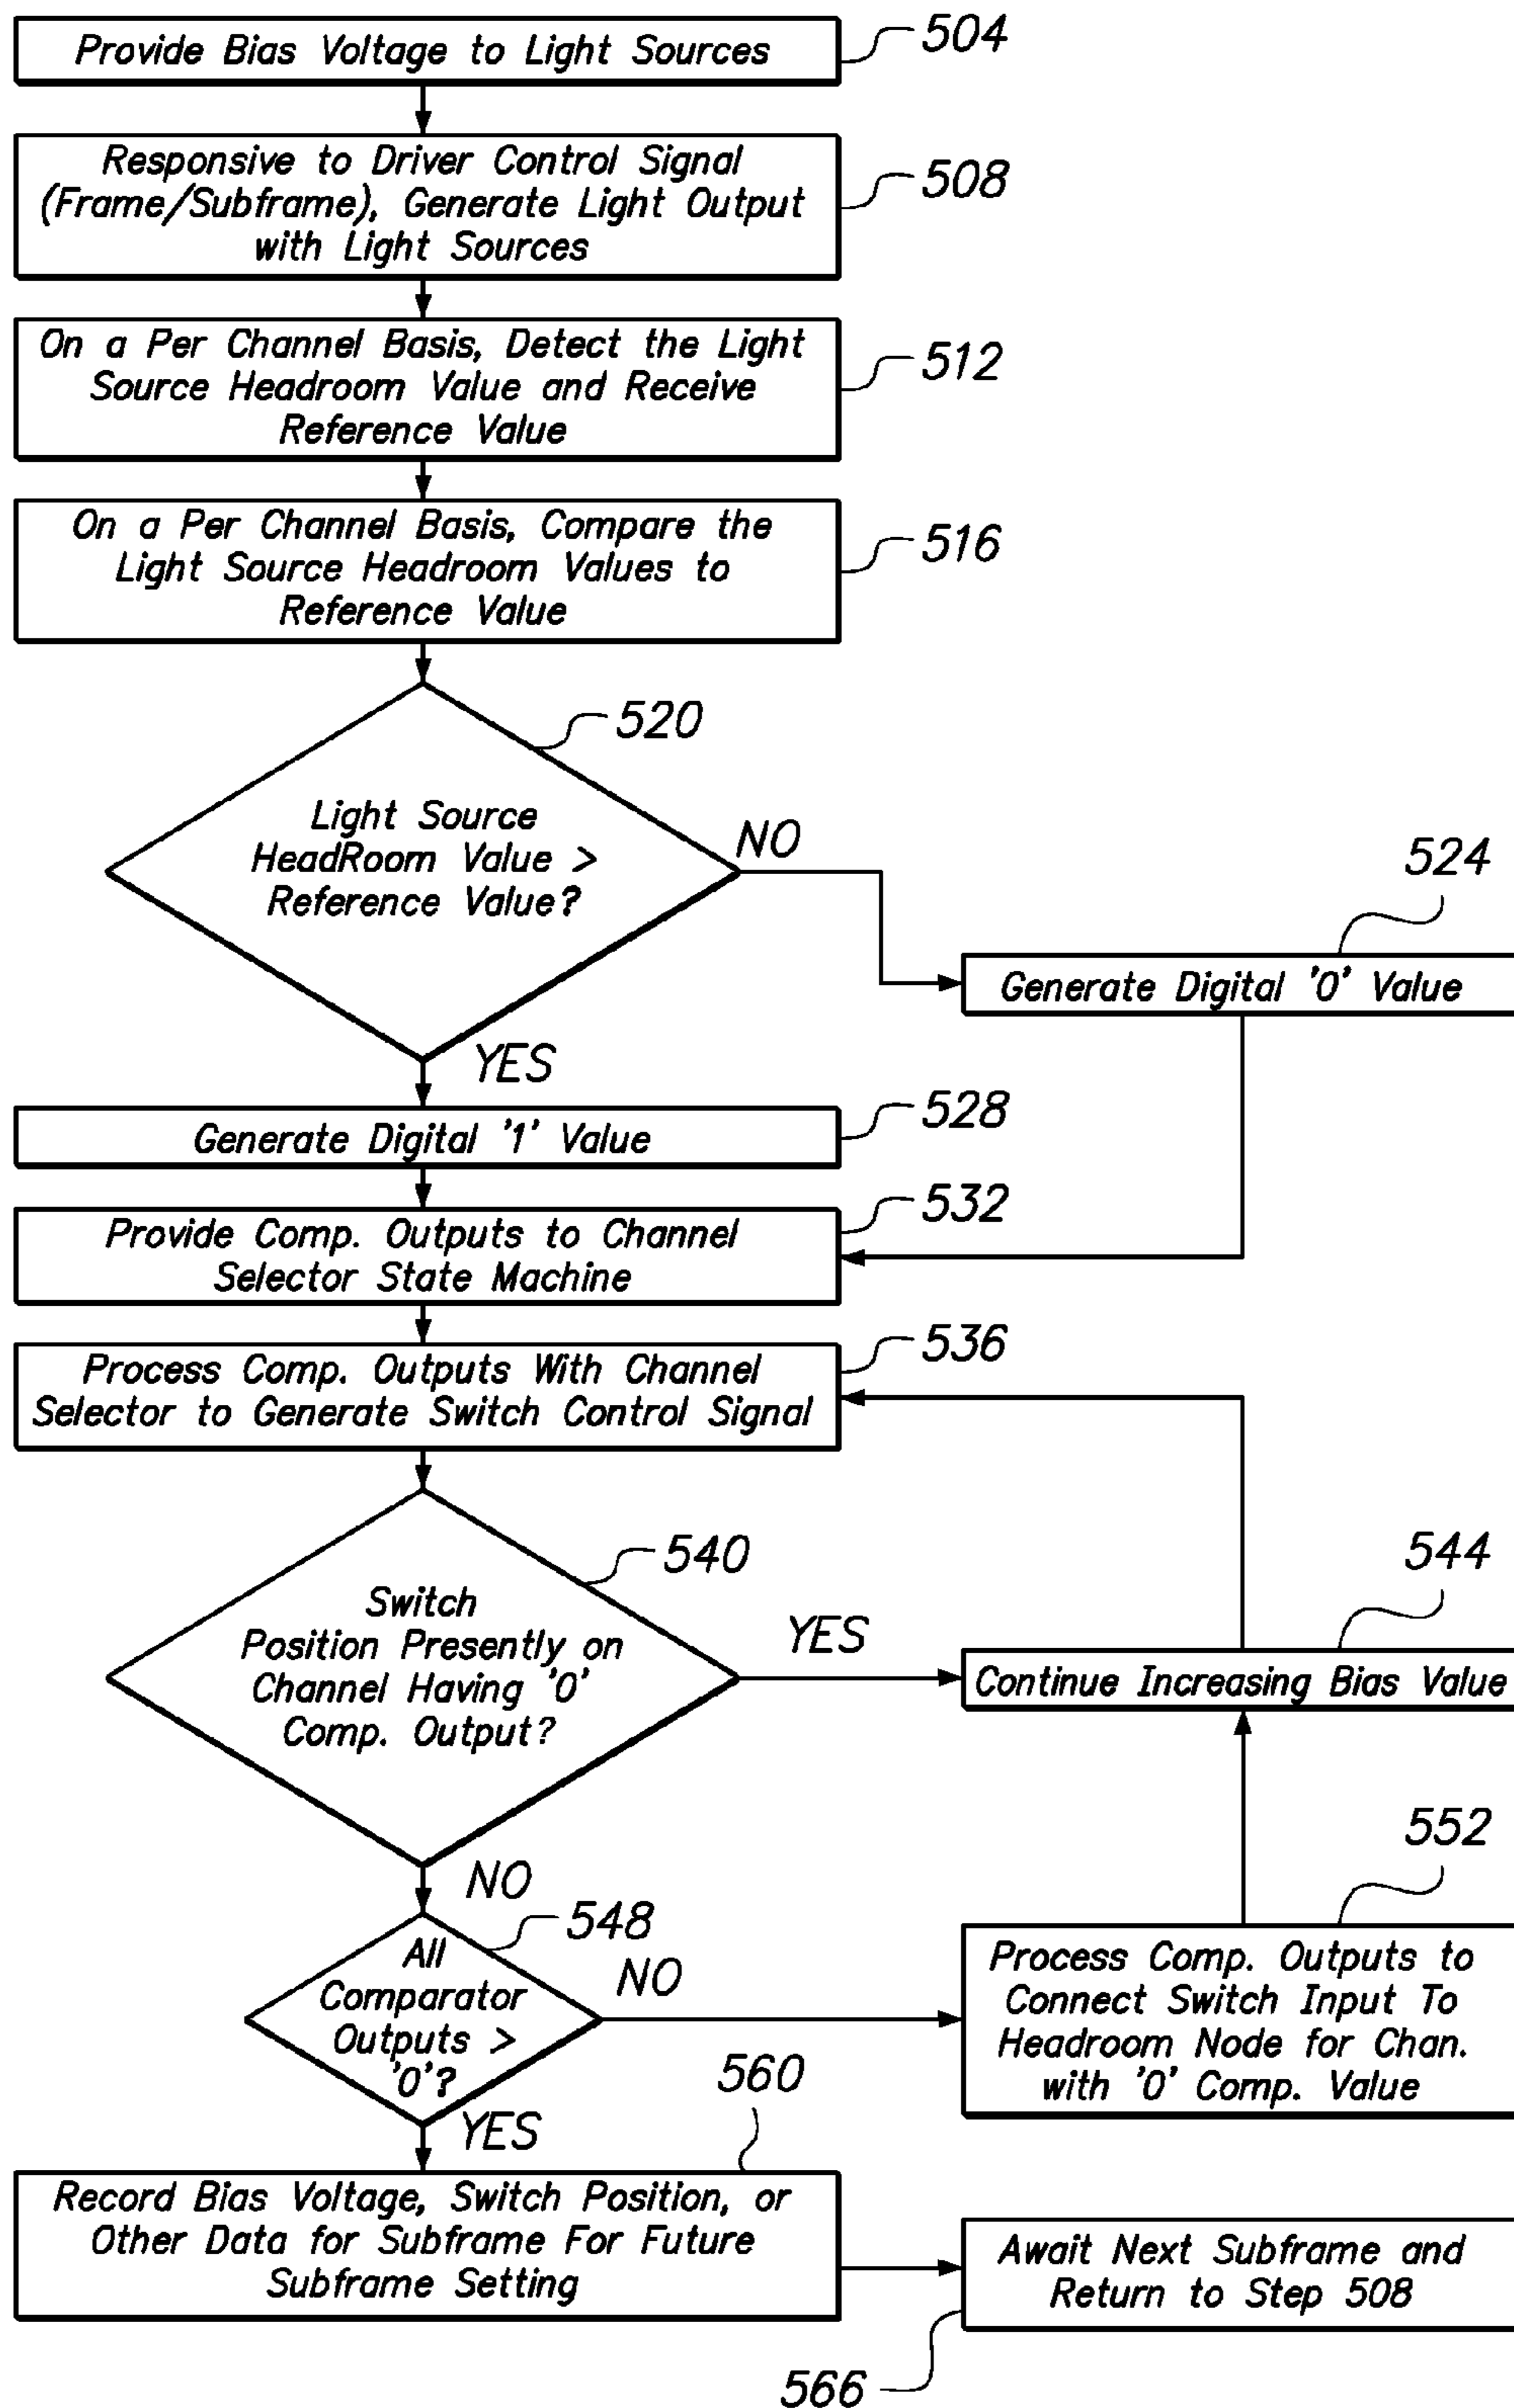 Provide Bias Voltage to Light Sources
504
Responsive to Driver Control Signal
(Frame/Subframe), Generate Light Output
with Light Sources
508
On a Per Channel Basis, Detect the Light
Source Headroom Value and Receive
Reference Value
512
On a Per Channel Basis, Compare the
Light Source Headroom Values to
Reference Value
516
520
Light Source
HeadRoom Value >
Reference Value?
NO
524
Generate Digital '0' Value
YES
Generate Digital '1' Value
528
Provide Comp. Outputs to Channel
Selector State Machine
532
Process Comp. Outputs With Channel
Selector to Generate Switch Control Signal
536
540
Switch
Position Presently on
Channel Having '0'
Comp. Output?
YES
544
Continue Increasing Bias Value
NO
548
All
Comparator
Outputs >
'0'?
NO
552
Process Comp. Outputs to
Connect Switch Input To
Headroom Node for Chan.
with '0' Comp. Value
YES
560
Record Bias Voltage, Switch Position, or
Other Data for Subframe For Future
Subframe Setting
Await Next Subframe and
Return to Step 508
566